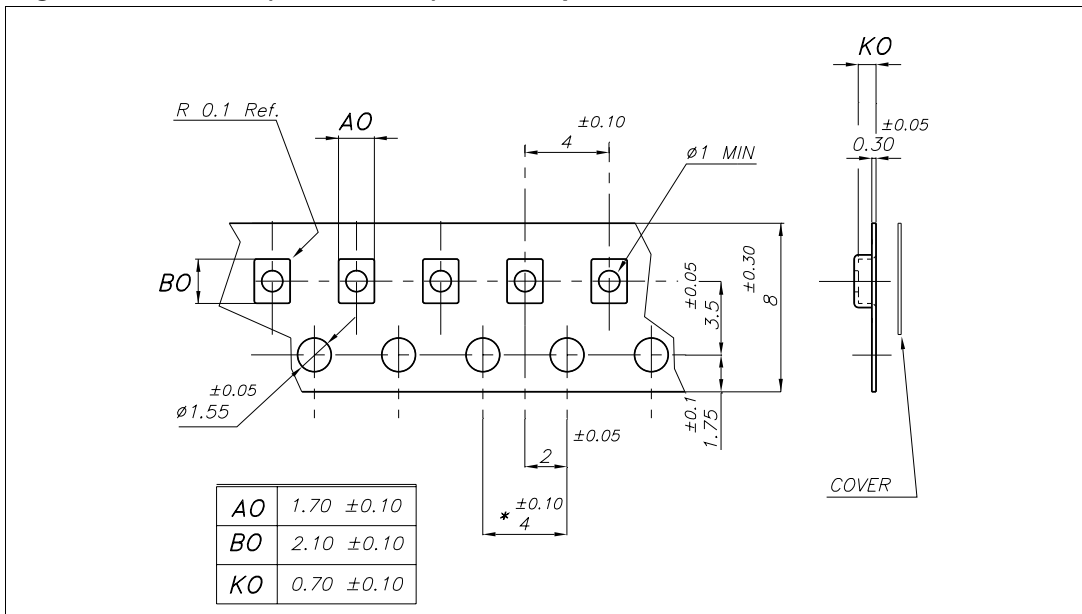 KO
R 0.1 Ref.
AO
±0.10
4
±0.05
0.30
ø1 MIN
BO
±0.05
3.5
±0.30
8
±0.05
ø1.55
±0.1
1.75
±0.05
2
±0.10
* 4
COVER
AO 1.70 ±0.10
BO 2.10 ±0.10
KO 0.70 ±0.10